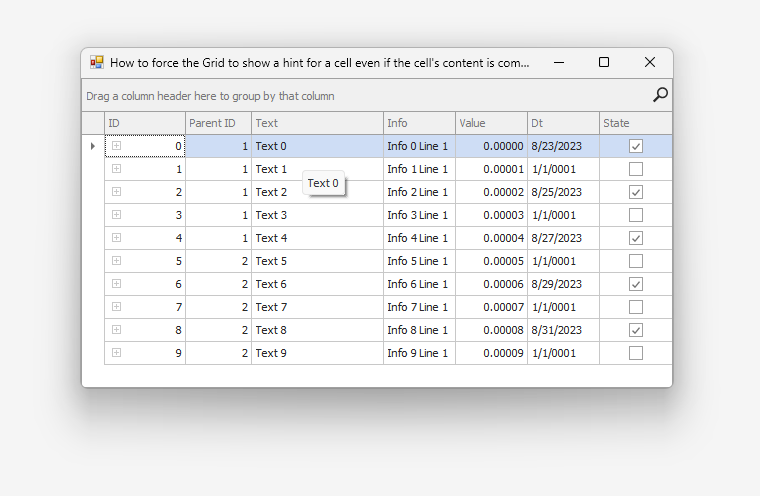 How to force the Grid to show a hint for a cell even if the cell's content is com...
Drag a column header here to group by that column
ID Parent ID Text Info Value Dt State
0 1 Text 0 Info 0 Line 1 0.00000 8/23/2023
1 1 Text 1 Info 1 Line 1 0.00001 1/1/0001
Text 0
2 1 Text 2 Info 2 Line 1 0.00002 8/25/2023
3 1 Text 3 Info 3 Line 1 0.00003 1/1/0001
4 1 Text 4 Info 4 Line 1 0.00004 8/27/2023
5 2 Text 5 Info 5 Line 1 0.00005 1/1/0001
6 2 Text 6 Info 6 Line 1 0.00006 8/29/2023
7 2 Text 7 Info 7 Line 1 0.00007 1/1/0001
8 2 Text 8 Info 8 Line 1 0.00008 8/31/2023
9 2 Text 9 Info 9 Line 1 0.00009 1/1/0001